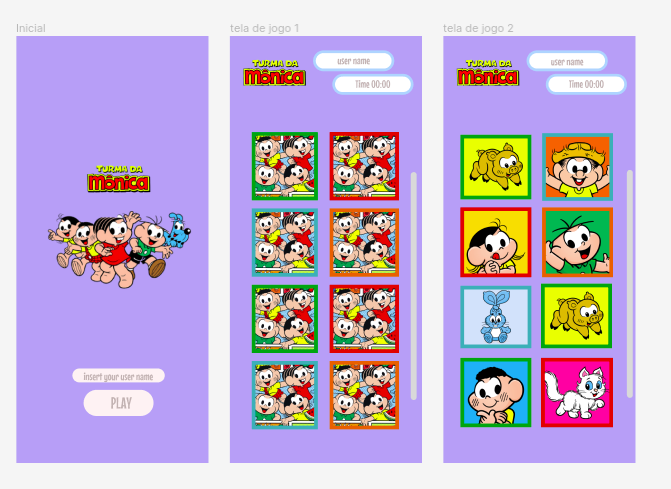 Inicial
TURMA DA
Mônica
insert your user name
PLAY
tela de jogo 1
TURMA DA
Mônica
user name
Time 00:00
tela de jogo 2
TURMA DA
Mônica
user name
Time 00:00